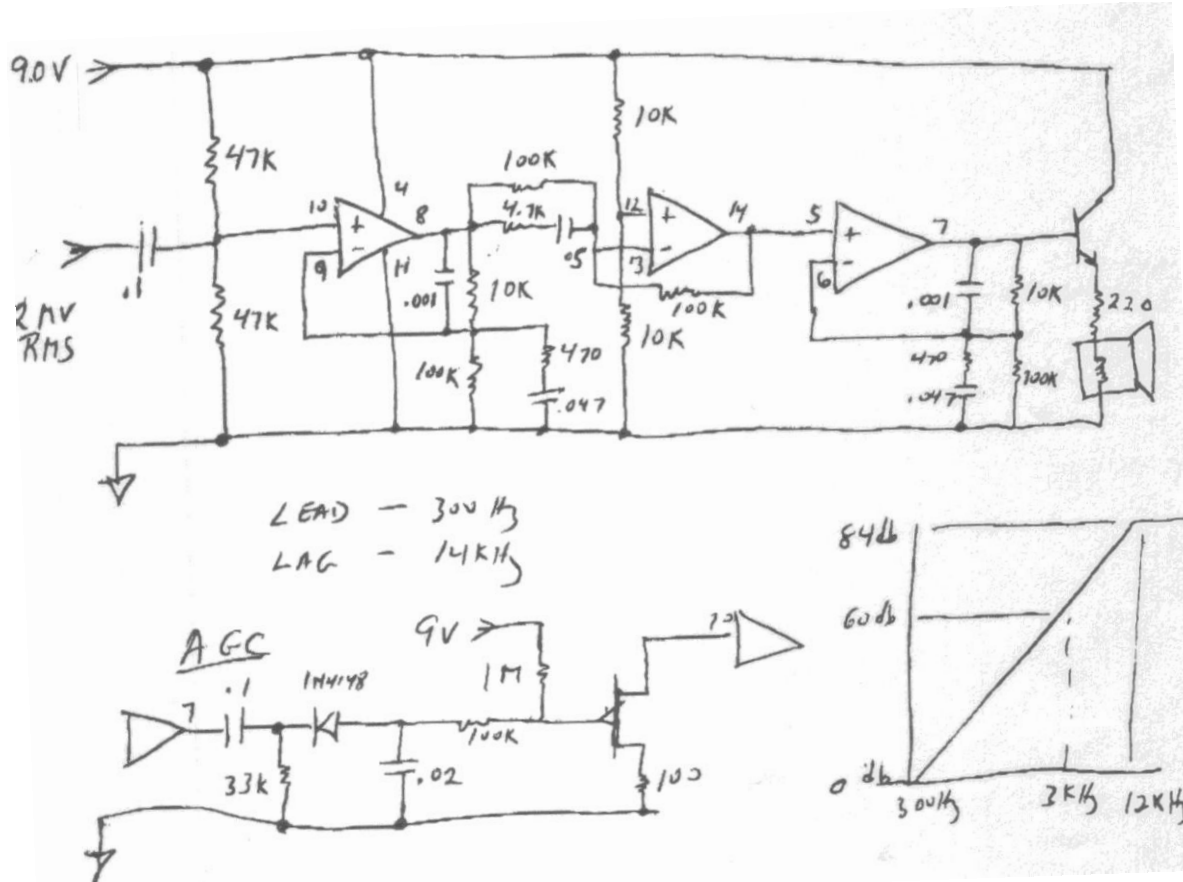 9.0V
47K
47K
.1
2 MV
RMS
10
9
4
8
11
+
-
.001
10K
100K
470
.047
100K
4.7K
.05
10K
12
13
+
-
14
100K
10K
5
6
+
-
7
.001
10K
470
.047
100K
220
LEAD - 300 Hz
LAG - 14KHz
84db
60db
0 db
300Hz
3KHz
12KHz
AGC
7
.1
33K
1N4148
.02
100K
9V
1M
10
100